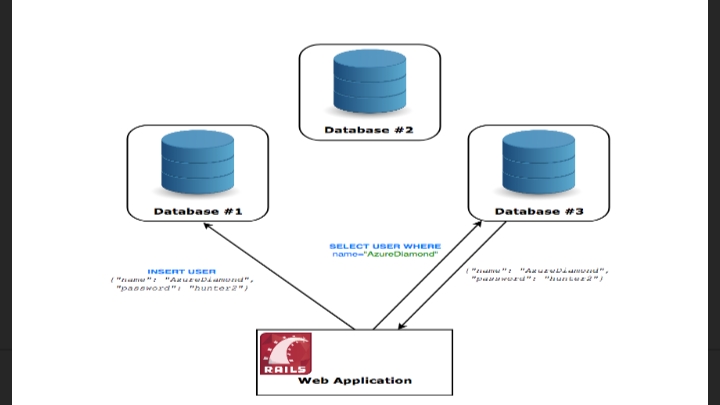 Database #2
Database #1
Database #3
SELECT USER WHERE
name="AzureDiamond"
INSERT USER
{"name": "AzureDiamond",
"password": "hunter2"}
{"name": "AzureDiamond",
"password": "hunter2"}
RAILS
Web Application